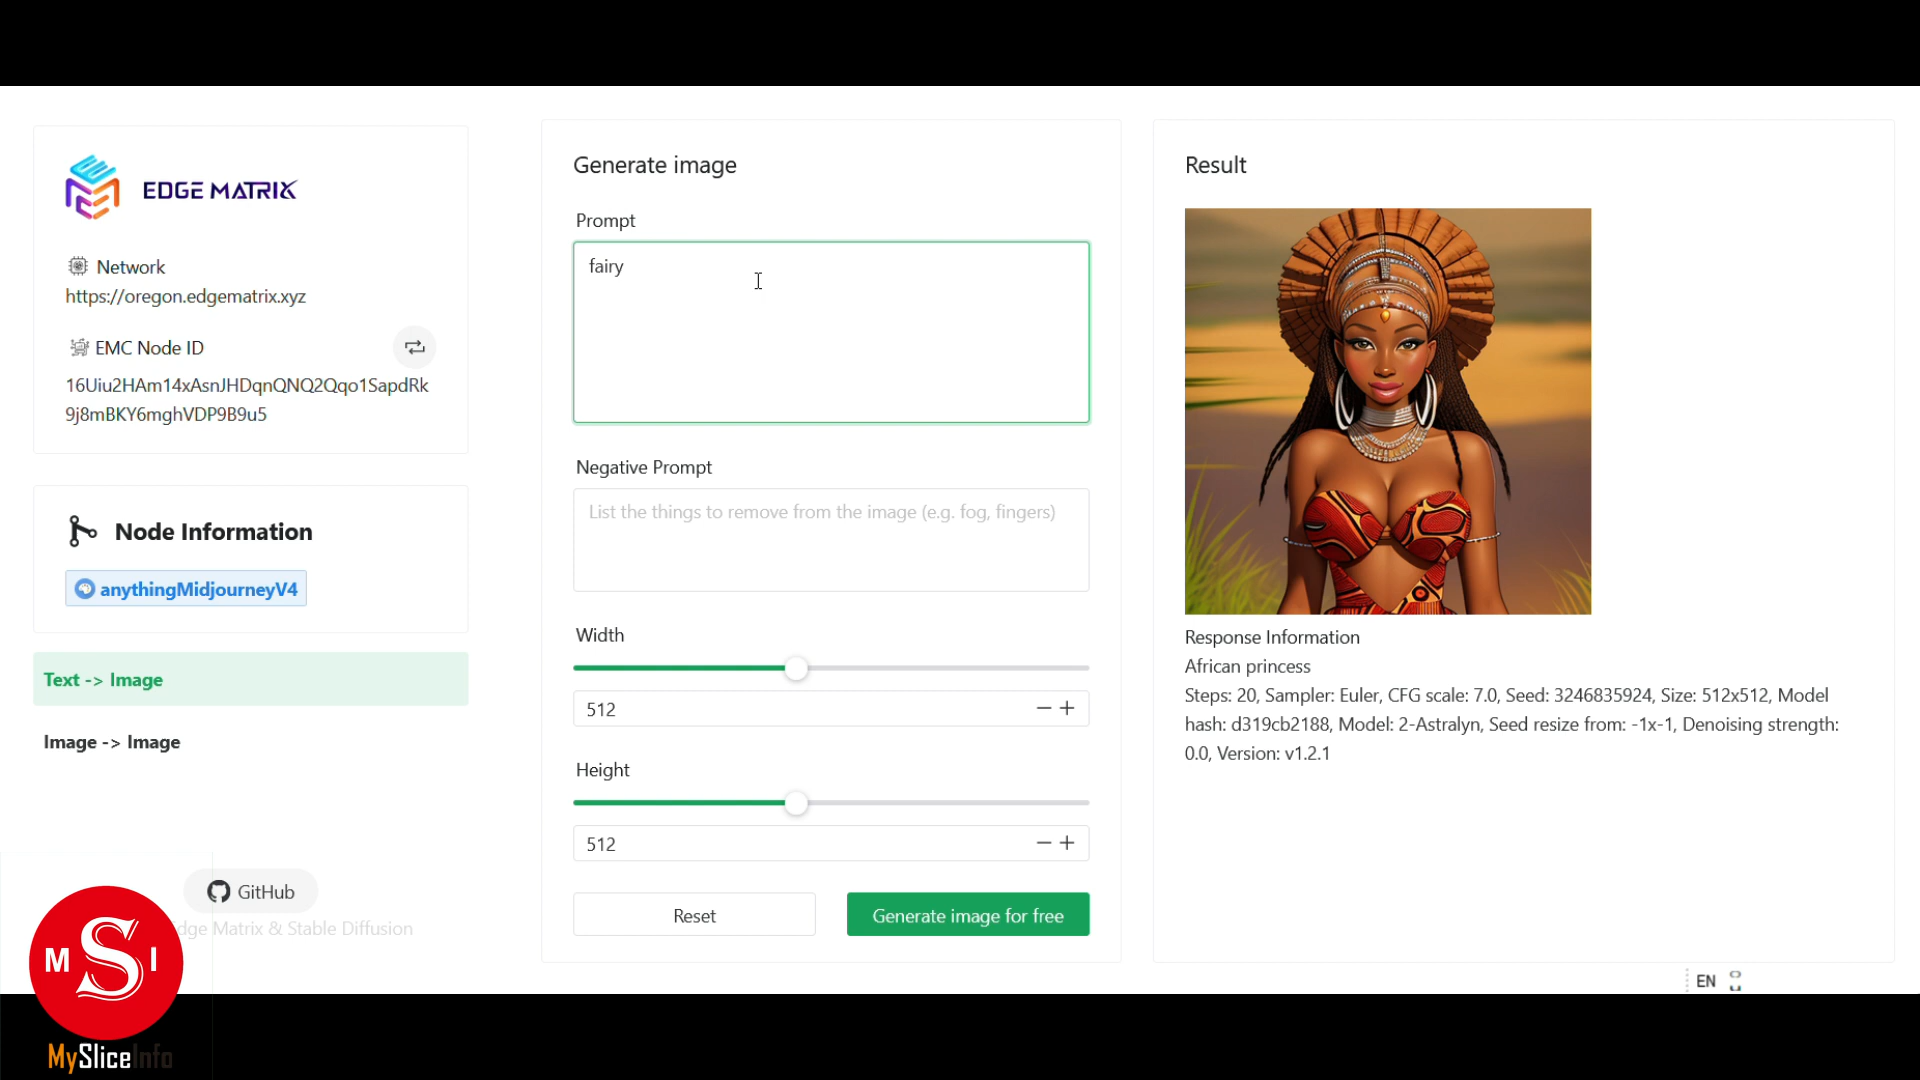 EDGE MATRIX
Network
https://oregon.edgematrix.xyz
EMC Node ID
16Uiu2HAm14xAsnJHDqnQNQ2Qqo1SapdRk
9j8mBKY6mghVDP9B9u5
Node Information
anythingMidjourneyV4
Text -> Image
Image -> Image
GitHub
dge Matrix & Stable Diffusion
M S I
MySliceInfo
Generate image
Prompt
fairy
Negative Prompt
List the things to remove from the image (e.g. fog, fingers)
Width
512
Height
512
Reset
Generate image for free
Result
Response Information
African princess
Steps: 20, Sampler: Euler, CFG scale: 7.0, Seed: 3246835924, Size: 512x512, Model
hash: d319cb2188, Model: 2-Astralyn, Seed resize from: -1x-1, Denoising strength:
0.0, Version: v1.2.1
EN